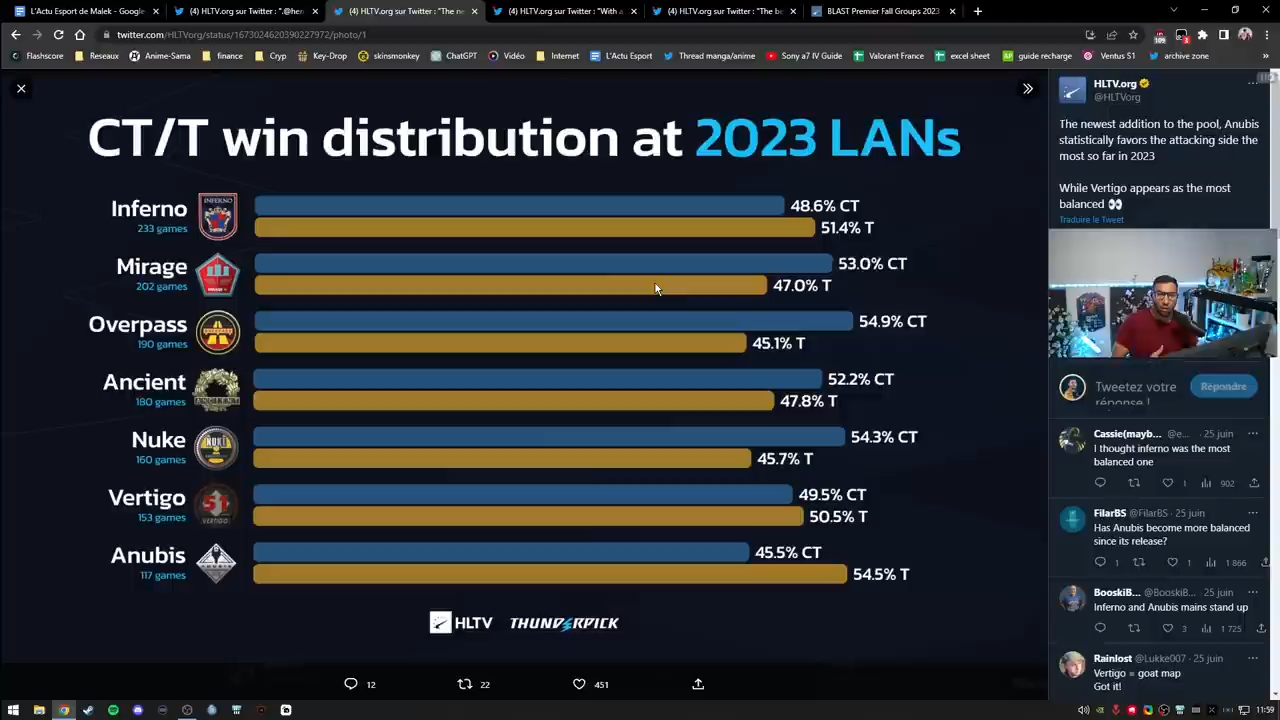 L'Actu Esport de Malek - D
(4) HLTV.org sur Twitter : ".@her
(4) HLTV.org sur Twitter : "The ne
(4) HLTV.org sur Twitter : "With a
(4) HLTV.org sur Twitter : "The be
BLAST Premier Fall Groups 2023
twitter.com/HLTVorg/status/1673024620390227972/photo/1
Flashscore
Reseaux
Anime-Sama
finance
Cryp
Key-Drop
skinsmonkey
ChatGPT
Vidéo
Internet
L'Actu Esport
Thread manga/anime
Sony a7 IV Guide
Valorant France
excel sheet
guide recharge
Ventus S1
archive zone
CT/T win distribution at 2023 LANs
Inferno
233 games
48.6% CT
51.4% T
Mirage
202 games
53.0% CT
47.0% T
Overpass
190 games
54.9% CT
45.1% T
Ancient
180 games
52.2% CT
47.8% T
Nuke
160 games
54.3% CT
45.7% T
Vertigo
153 games
49.5% CT
50.5% T
Anubis
117 games
45.5% CT
54.5% T
HLTV THUNDERPICK
12
22
451
HLTV.org
@HLTVorg
The newest addition to the pool, Anubis
statistically favors the attacking side the
most so far in 2023
While Vertigo appears as the most
balanced 👀
Traduire le Tweet
Tweetez votre
réponse !
Répondre
Cassie(mayb... @e... · 25 juin
I thought inferno was the most
balanced one
1 902
FilarBS @FilarBS · 25 juin
Has Anubis become more balanced
since its release?
1 1 1 866
BooskiB... @BooskiB... · 25 juin
Inferno and Anubis mains stand up
3 1 725
Rainlost @Lukke007 · 25 juin
Vertigo = goat map
Got it!
11:59